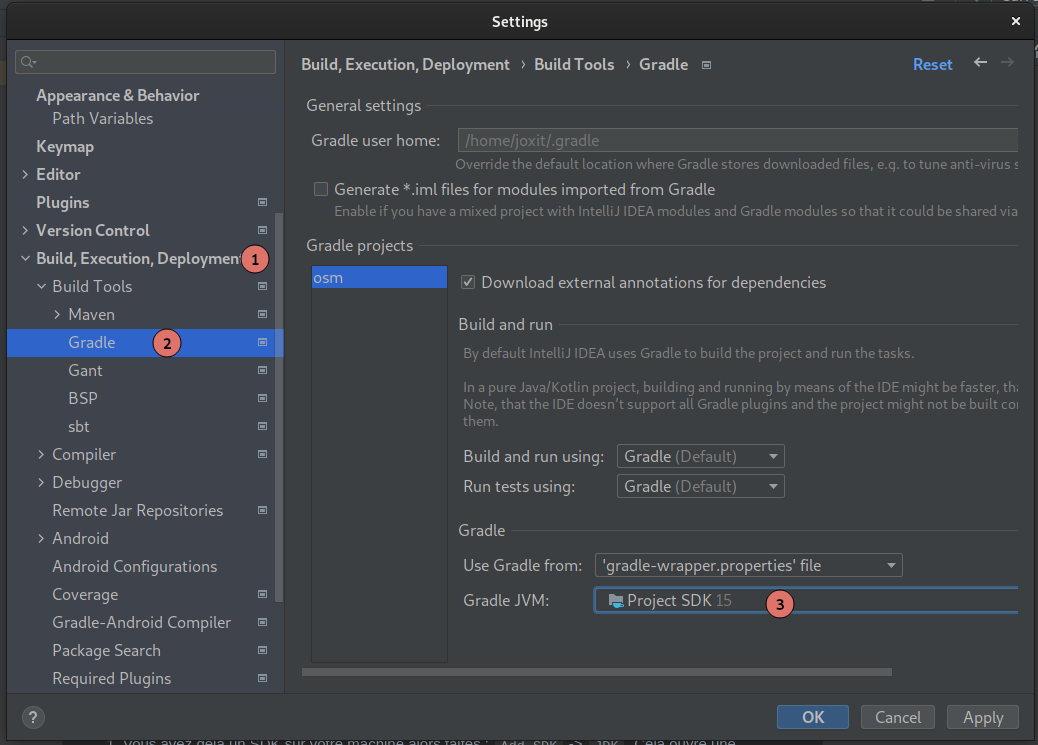 Settings
Build, Execution, Deployment › Build Tools › Gradle
Reset
Appearance & Behavior
Path Variables
Keymap
Editor
Plugins
Version Control
Build, Execution, Deploymen 1
Build Tools
Maven
Gradle 2
Gant
BSP
sbt
Compiler
Debugger
Remote Jar Repositories
Android
Android Configurations
Coverage
Gradle-Android Compiler
Package Search
Required Plugins
General settings
Gradle user home: /home/joxit/.gradle
Override the default location where Gradle stores downloaded files, e.g. to tune anti-virus s
Generate *.iml files for modules imported from Gradle
Enable if you have a mixed project with IntelliJ IDEA modules and Gradle modules so that it could be shared via
Gradle projects
osm
Download external annotations for dependencies
Build and run
By default IntelliJ IDEA uses Gradle to build the project and run the tasks.
In a pure Java/Kotlin project, building and running by means of the IDE might be faster, tha
Note, that the IDE doesn't support all Gradle plugins and the project might not be built co
them.
Build and run using: Gradle (Default)
Run tests using: Gradle (Default)
Gradle
Use Gradle from: 'gradle-wrapper.properties' file
Gradle JVM: Project SDK 15 3
?
OK
Cancel
Apply